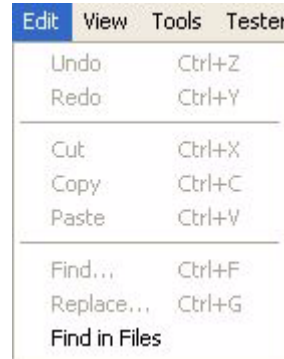 Edit View Tools Tester
Undo Ctrl+Z
Redo Ctrl+Y
Cut Ctrl+X
Copy Ctrl+C
Paste Ctrl+V
Find... Ctrl+F
Replace... Ctrl+G
Find in Files